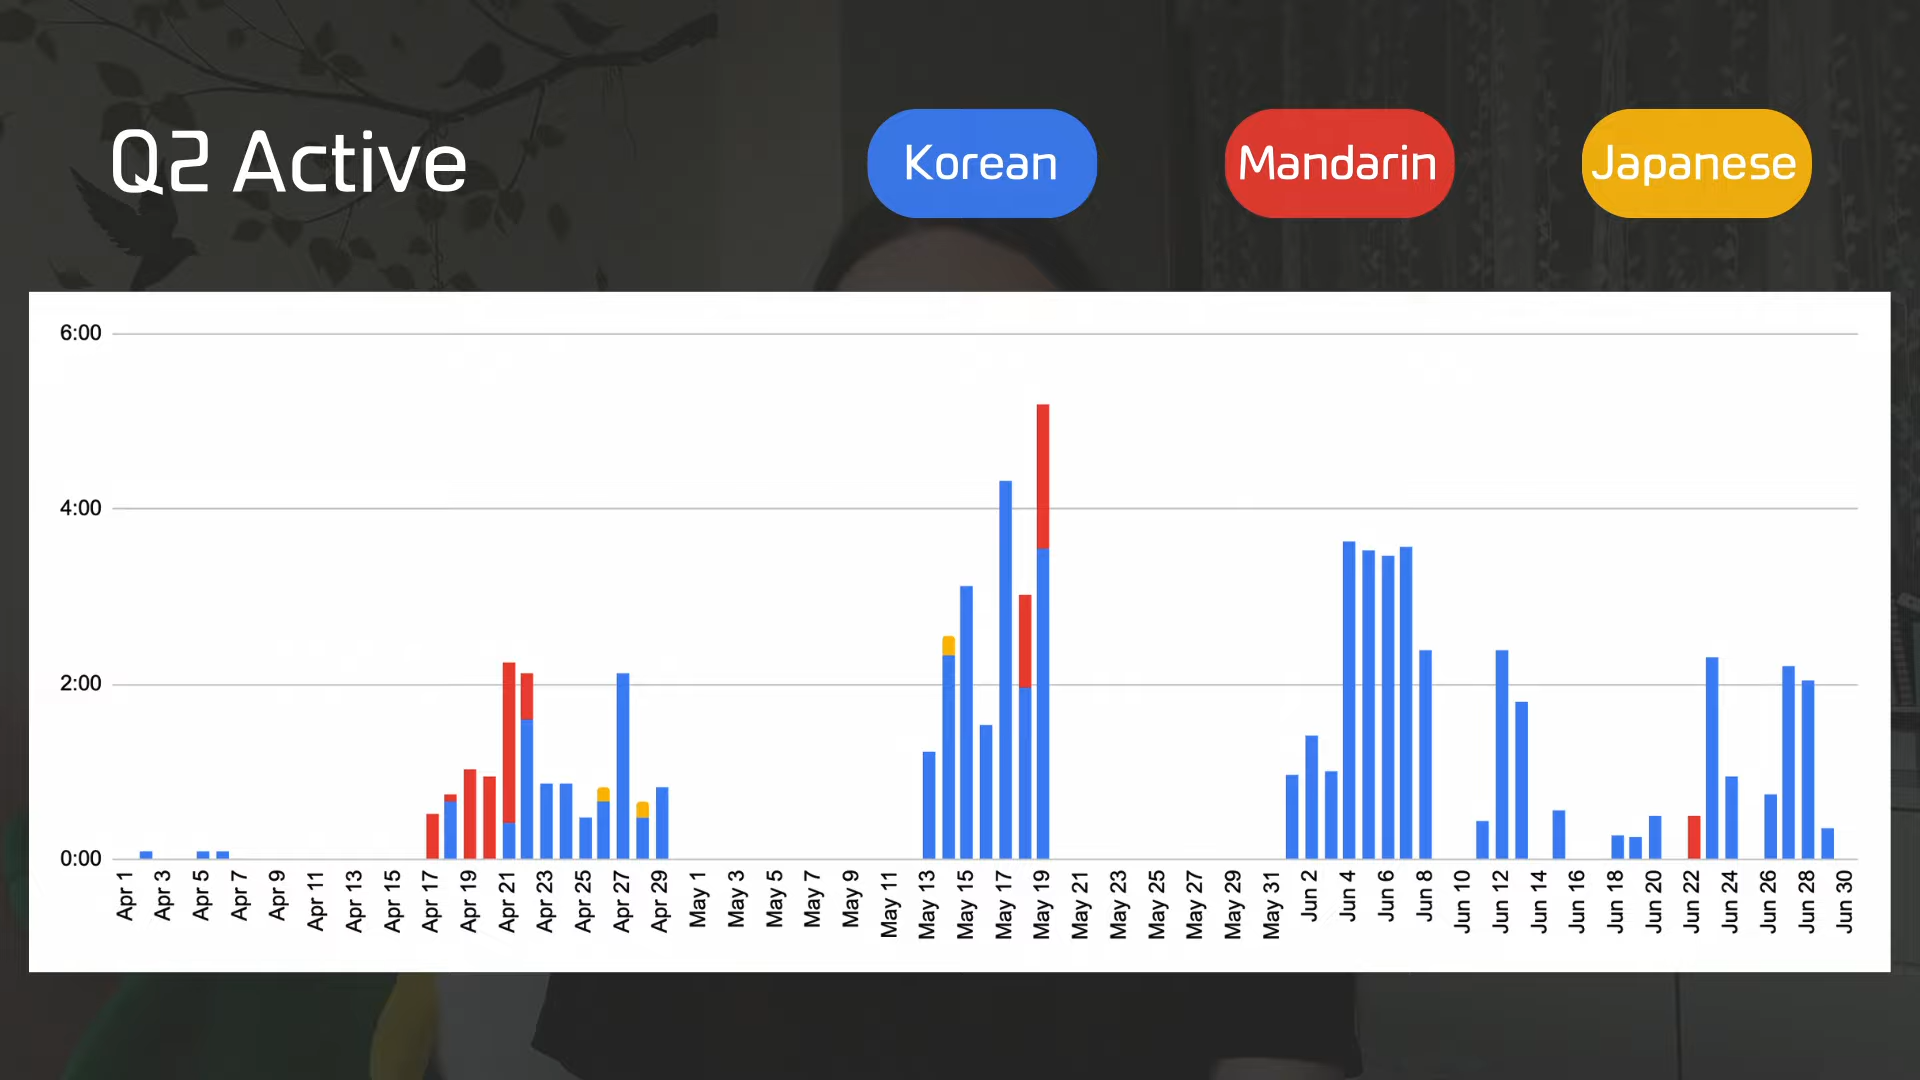 Q2 Active
Korean
Mandarin
Japanese
6:00
4:00
2:00
0:00
Apr 1
Apr 3
Apr 5
Apr 7
Apr 9
Apr 11
Apr 13
Apr 15
Apr 17
Apr 19
Apr 21
Apr 23
Apr 25
Apr 27
Apr 29
May 1
May 3
May 5
May 7
May 9
May 11
May 13
May 15
May 17
May 19
May 21
May 23
May 25
May 27
May 29
May 31
Jun 2
Jun 4
Jun 6
Jun 8
Jun 10
Jun 12
Jun 14
Jun 16
Jun 18
Jun 20
Jun 22
Jun 24
Jun 26
Jun 28
Jun 30